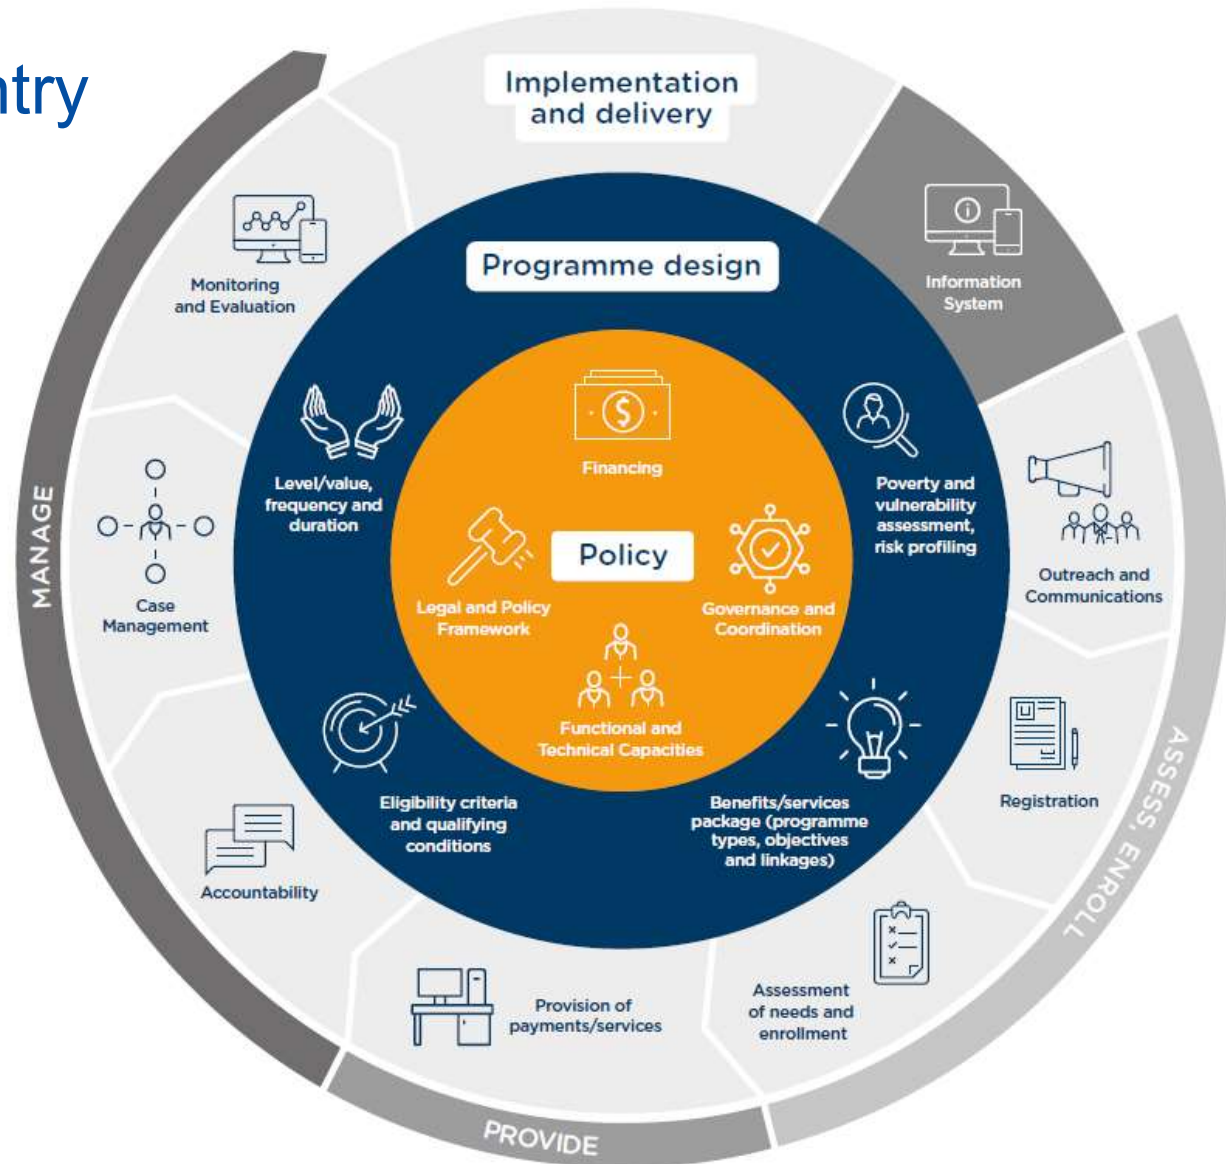 ntry
Implementation
and delivery
Information
System
Monitoring
and Evaluation
Programme design
Financing
Level/value,
frequency and
duration
Poverty and
vulnerability
assessment,
risk profiling
Policy
Legal and Policy
Framework
Governance and
Coordination
Functional and
Technical Capacities
Outreach and
Communications
MANAGE
Case
Management
Eligibility criteria
and qualifying
conditions
Benefits/services
package (programme
types, objectives
and linkages)
Registration
ASSESS, ENROLL
Accountability
Provision of
payments/services
Assessment
of needs and
enrollment
PROVIDE